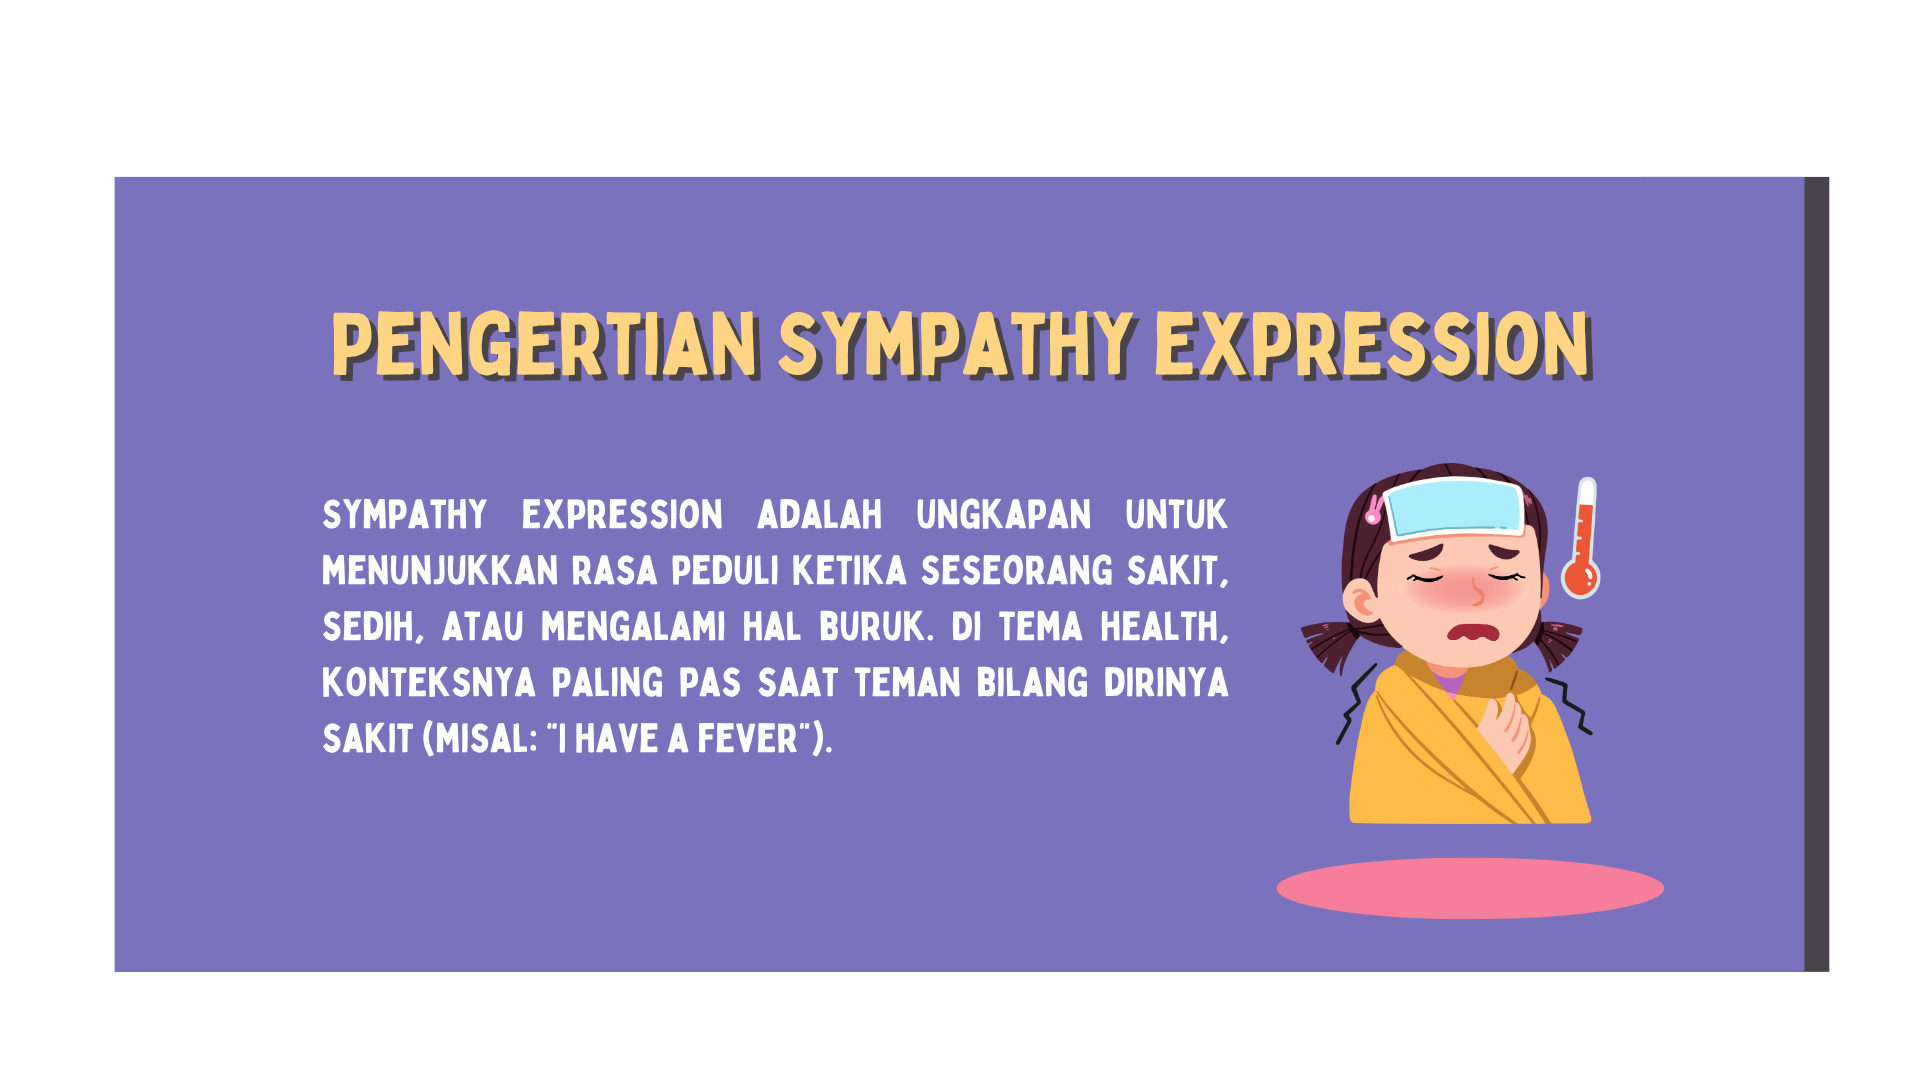 PENGERTIAN SYMPATHY EXPRESSION
SYMPATHY EXPRESSION ADALAH UNGKAPAN UNTUK
MENUNJUKKAN RASA PEDULI KETIKA SESEORANG SAKIT,
SEDIH, ATAU MENGALAMI HAL BURUK. DI TEMA HEALTH,
KONTEKSNYA PALING PAS SAAT TEMAN BILANG DIRINYA
SAKIT (MISAL: "I HAVE A FEVER").